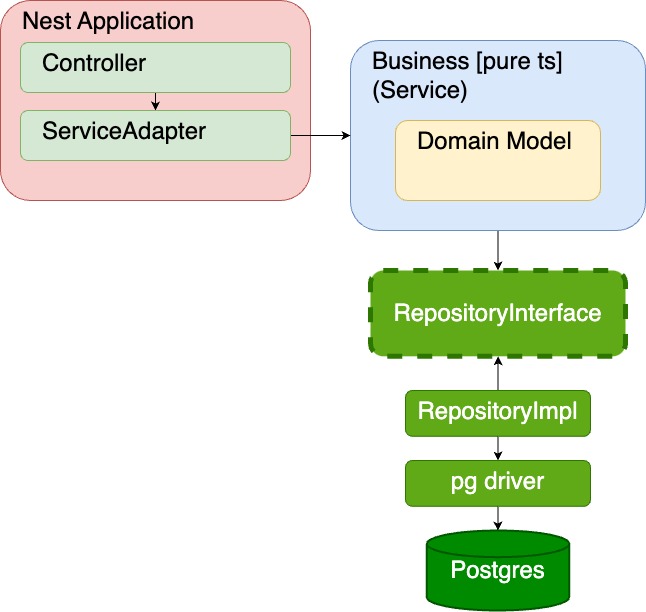 Nest Application
Controller
ServiceAdapter
Business [pure ts]
(Service)
Domain Model
RepositoryInterface
RepositoryImpl
pg driver
Postgres